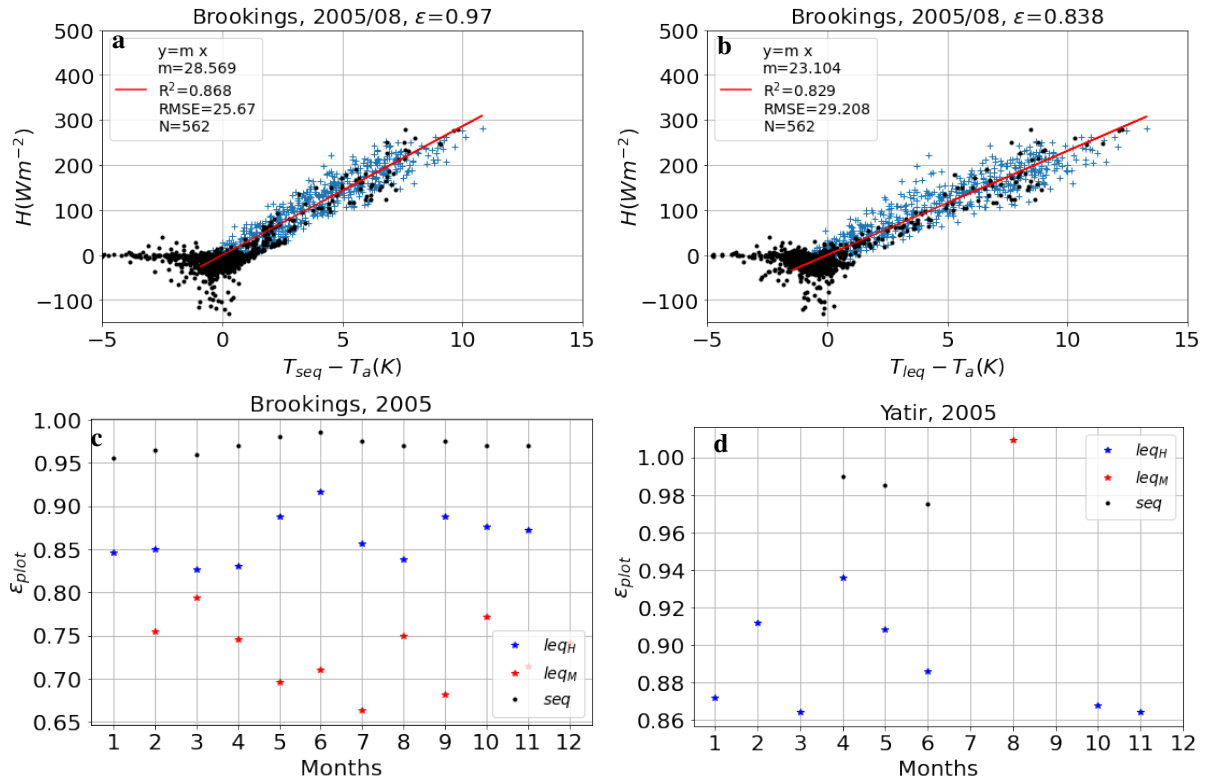 Brookings, 2005/08, ε=0.97
a
y=m x
m=28.569
R²=0.868
RMSE=25.67
N=562
500
400
300
200
100
0
−100
H(Wm⁻²)
−5 0 5 10 15
T_seq − T_a(K)
Brookings, 2005/08, ε=0.838
b
y=m x
m=23.104
R²=0.829
RMSE=29.208
N=562
500
400
300
200
100
0
−100
H(Wm⁻²)
−5 0 5 10 15
T_leq − T_a(K)
Brookings, 2005
c
1.00
0.95
0.90
0.85
0.80
0.75
0.70
0.65
ε_plot
leq_H
leq_M
seq
1 2 3 4 5 6 7 8 9 10 11 12
Months
Yatir, 2005
d
1.00
0.98
0.96
0.94
0.92
0.90
0.88
0.86
ε_plot
leq_H
leq_M
seq
1 2 3 4 5 6 7 8 9 10 11 12
Months